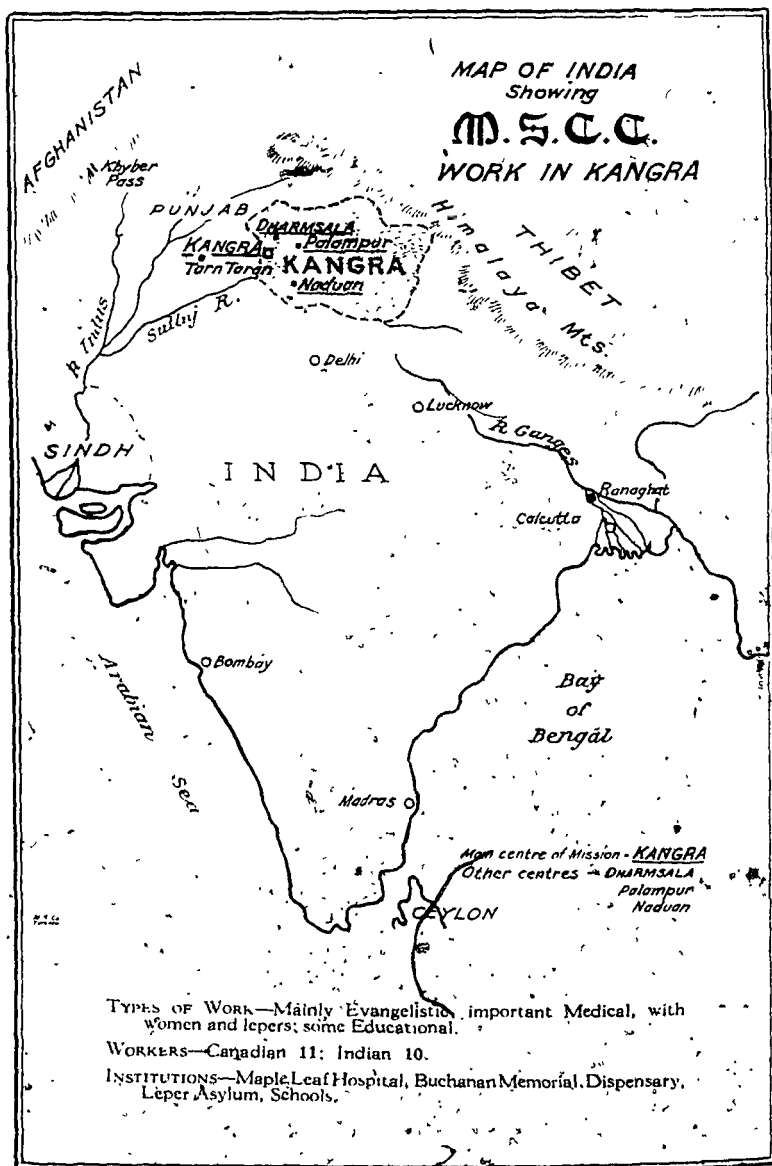 MAP OF INDIA
Showing
M.S.C.C.
WORK IN KANGRA
AFGHANISTAN
Khyber
Pass
PUNJAB
DHARMSALA
KANGRA
Palampur
Tarn Taran
KANGRA
Naduan
Himalaya Mts.
THIBET
R Indus
Sutluj R.
Delhi
Lucknow
R Ganges
SINDH
INDIA
Ranaghat
Calcutta
Bombay
Arabian Sea
Bay
of
Bengal
Madras
Main centre of Mission - KANGRA
Other centres - DHARMSALA
Palampur
Naduan
CEYLON
TYPES OF WORK—Mainly Evangelistic, important Medical, with
women and lepers; some Educational.
WORKERS—Canadian 11; Indian 10.
INSTITUTIONS—Maple Leaf Hospital, Buchanan Memorial Dispensary,
Leper Asylum, Schools.